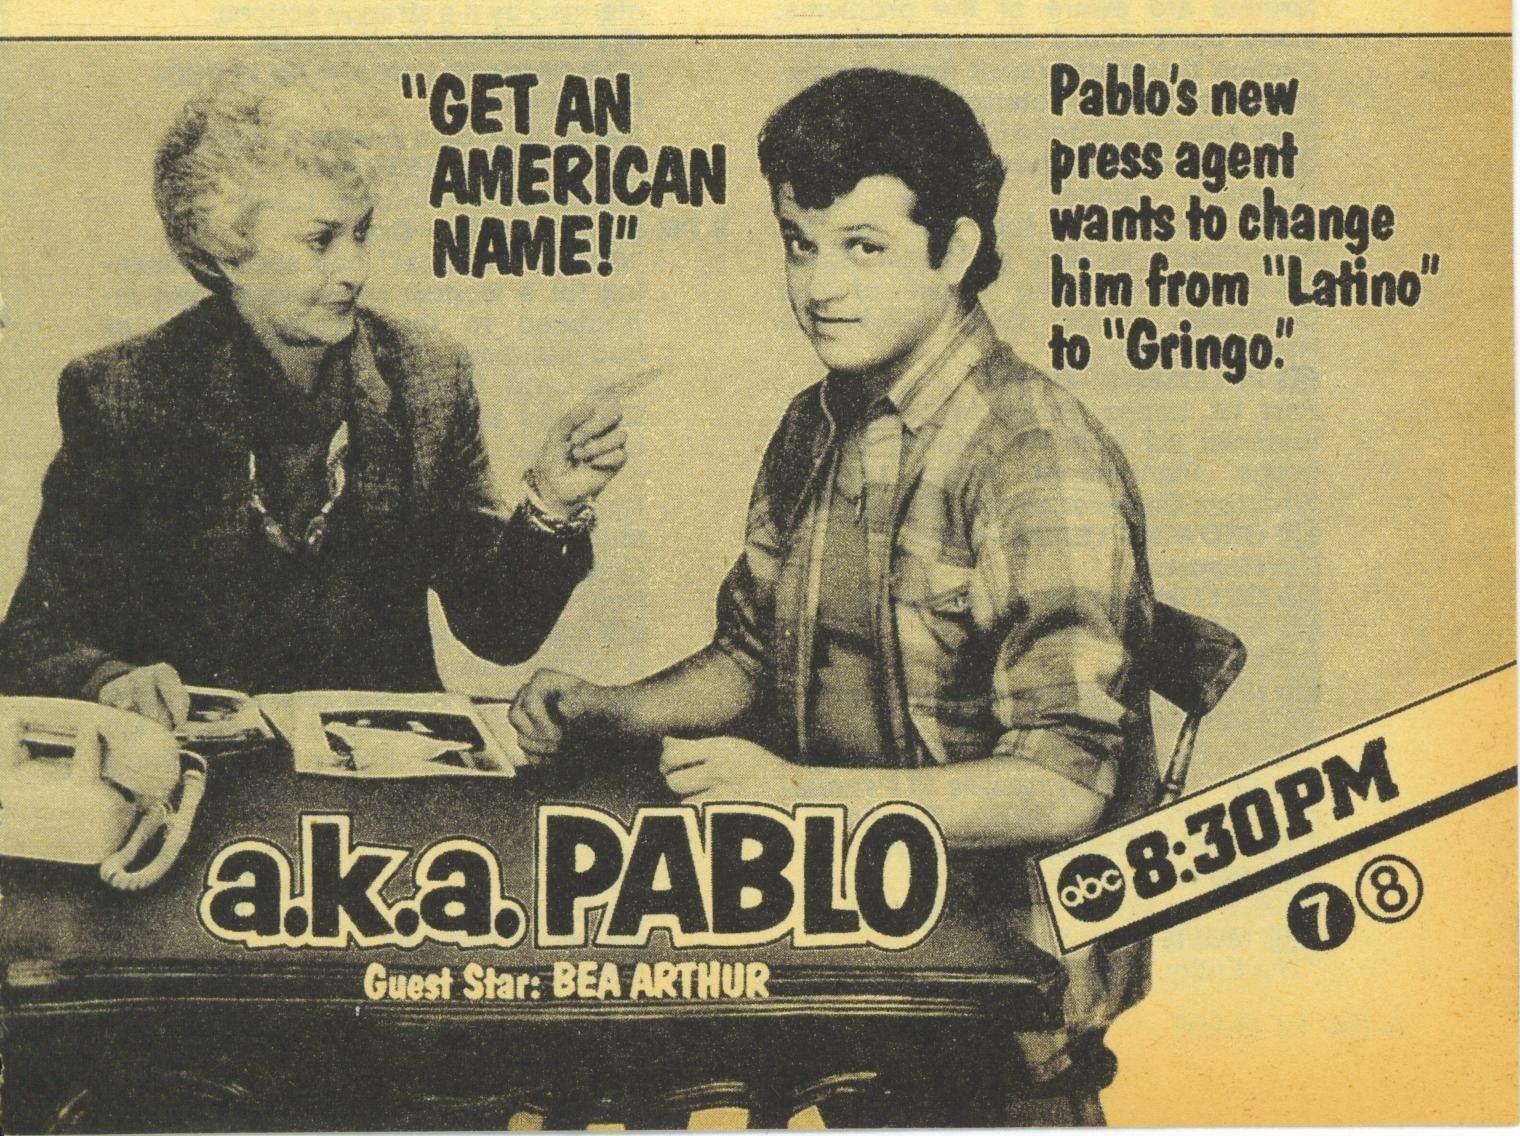 "GET AN
AMERICAN
NAME!"
Pablo's new
press agent
wants to change
him from "Latino"
to "Gringo."
a.k.a. PABLO
Guest Star: BEA ARTHUR
abc 8:30PM
7 8